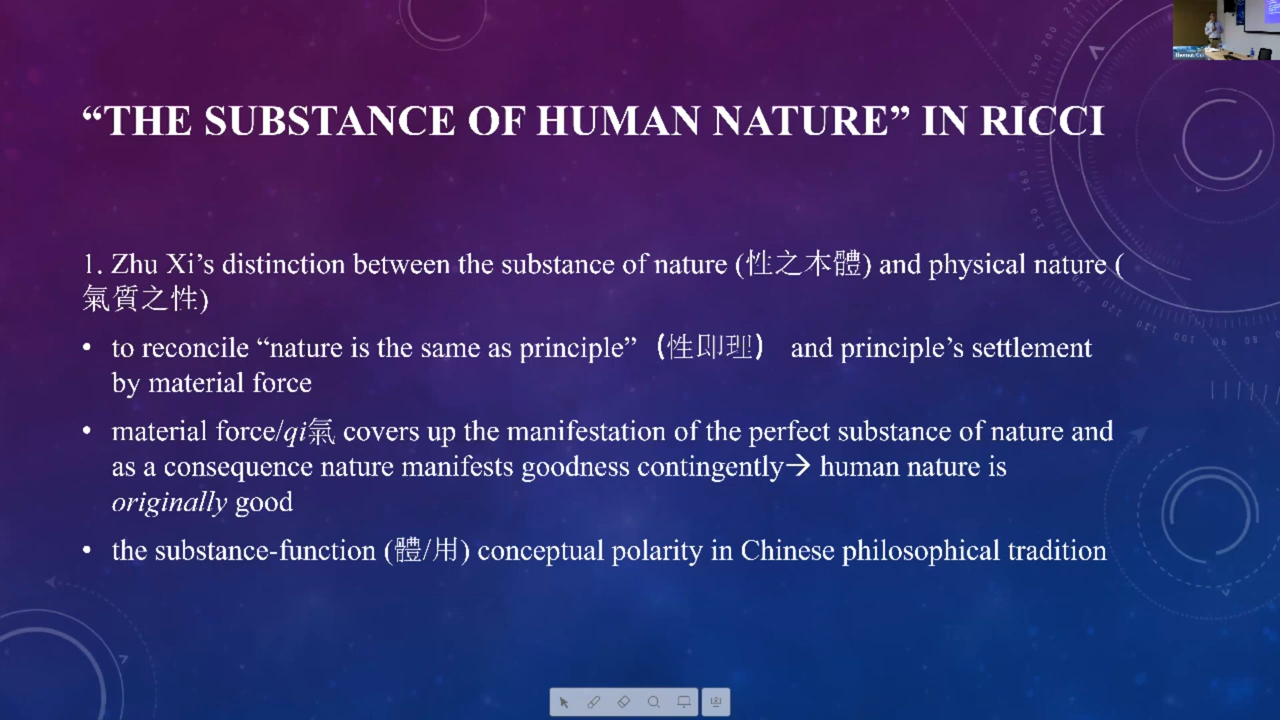 “THE SUBSTANCE OF HUMAN NATURE” IN RICCI
1. Zhu Xi’s distinction between the substance of nature (性之本體) and physical nature (
氣質之性)
• to reconcile “nature is the same as principle” （性即理） and principle’s settlement
by material force
• material force/qi氣 covers up the manifestation of the perfect substance of nature and
as a consequence nature manifests goodness contingently→ human nature is
originally good
• the substance-function (體/用) conceptual polarity in Chinese philosophical tradition